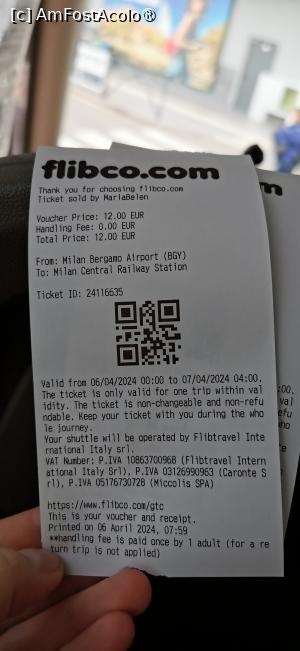 [c] AmFostAcolo®
flibco.com
Thank you for choosing flibco.com
Ticket sold by MariaBelen
Voucher Price: 12.00 EUR
Handling Fee: 0.00 EUR
Total Price: 12.00 EUR
From: Milan Bergamo Airport (BGY)
To: Milan Central Railway Station
Ticket ID: 24116635
Valid from 06/04/2024 00:00 to 07/04/2024 04:00.
The ticket is only valid for one trip within val
idity. The ticket is non-changeable and non-refu
ndable. Keep your ticket with you during the who
le journey.
Your shuttle will be operated by Flibtravel Inte
rnational Italy srl.
VAT Number: P.IVA 10863700968 (Flibtravel Intern
ational Italy Srl), P.IVA 03126990963 (Caronte S
rl), P.IVA 05176730728 (Miccolis SPA)
https://www.flibco.com/gtc
This is your voucher and receipt.
Printed on 06 April 2024, 07:59
**handling fee is paid once by 1 adult (for a re
turn trip is not applied)